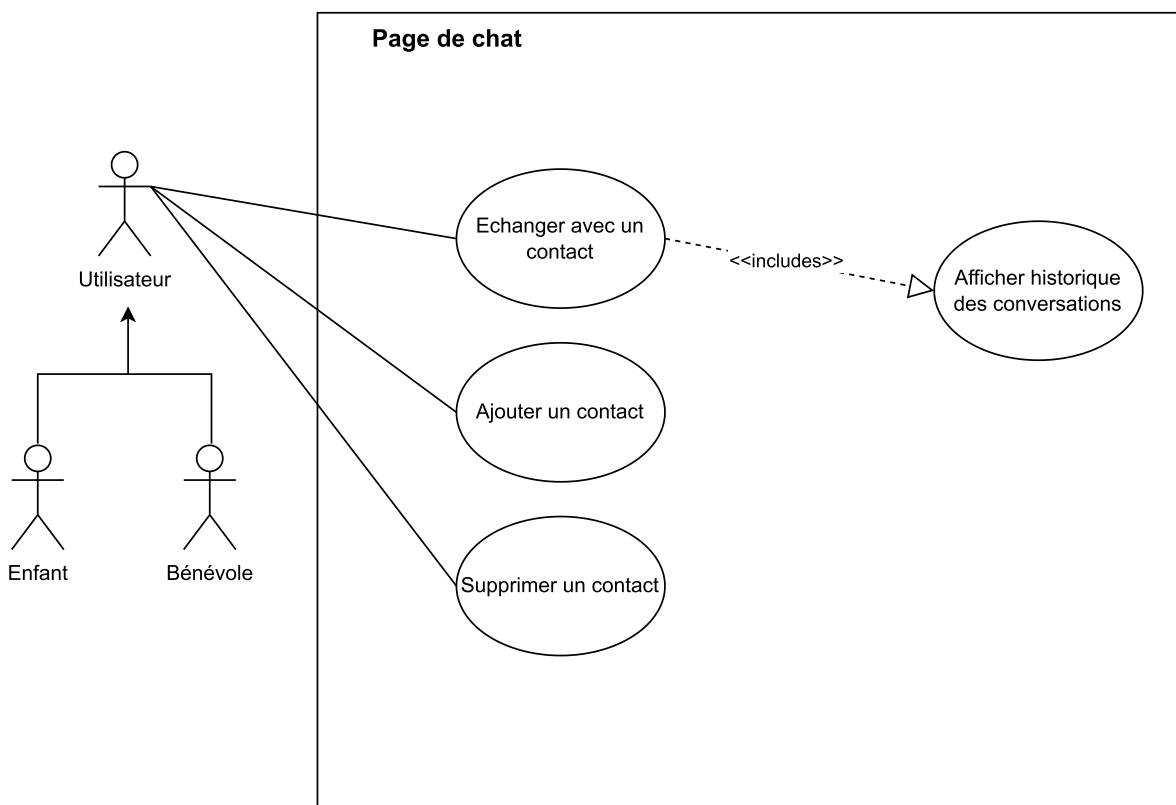 Page de chat
Utilisateur
Enfant
Bénévole
Echanger avec un
contact
<<includes>>
Afficher historique
des conversations
Ajouter un contact
Supprimer un contact